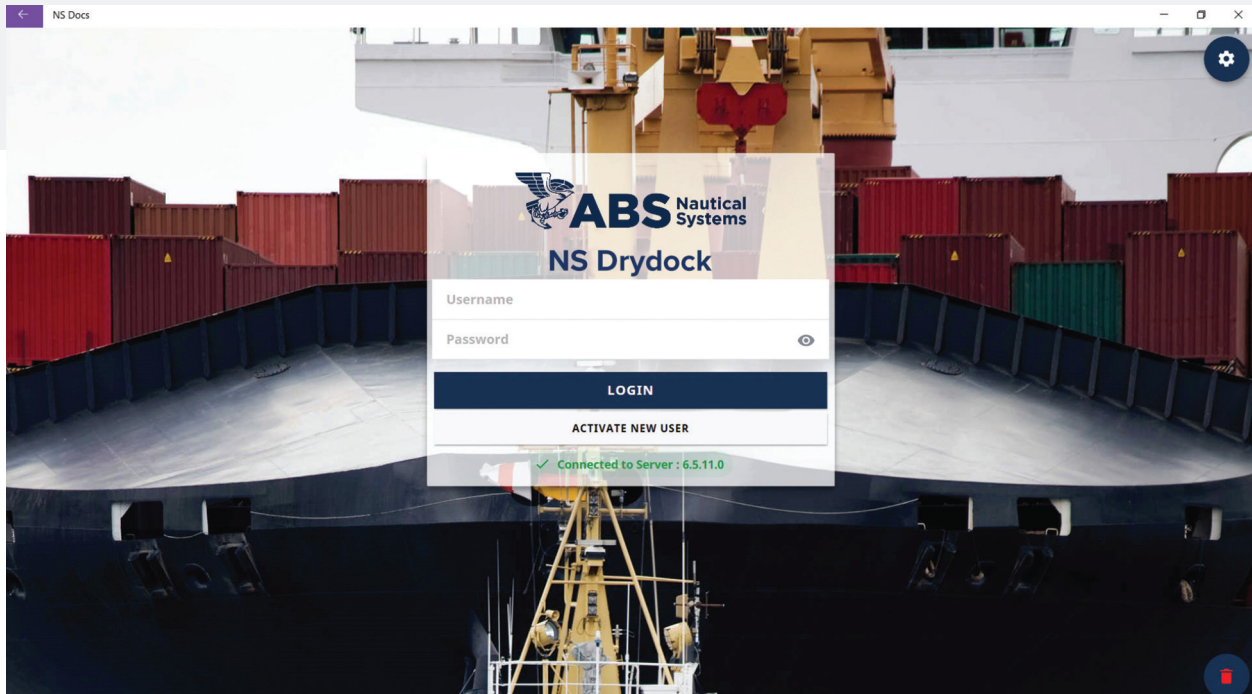 NS Docs
ABS Nautical
Systems
NS Drydock
Username
Password
LOGIN
ACTIVATE NEW USER
Connected to Server : 6.5.11.0